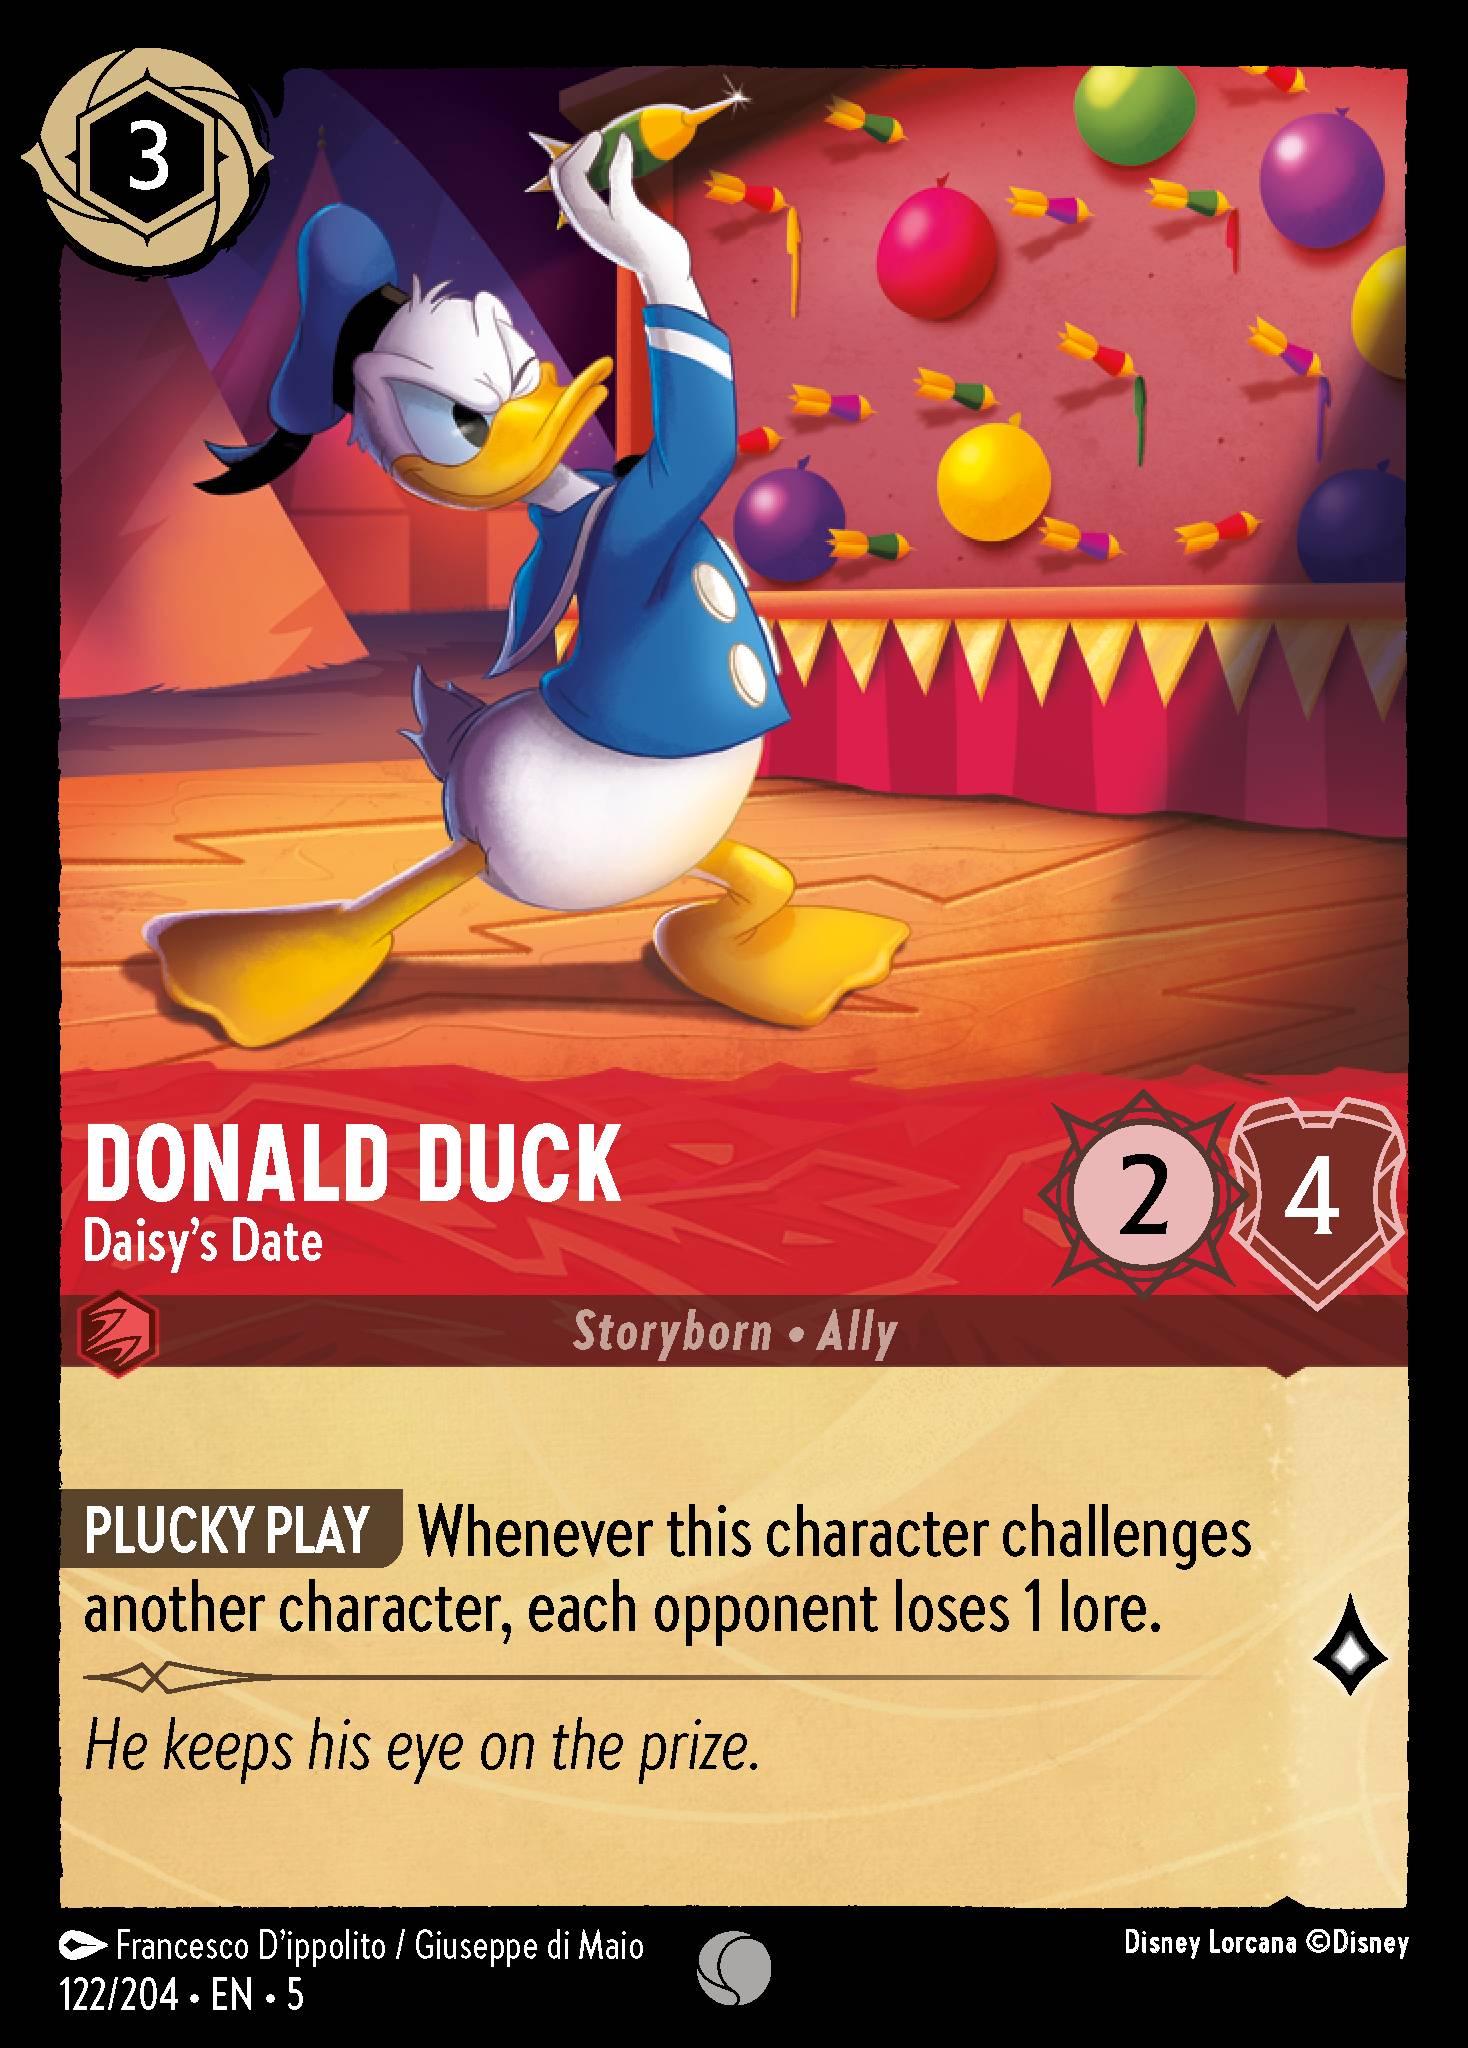 3
DONALD DUCK
Daisy's Date
2
4
Storyborn • Ally
PLUCKY PLAY Whenever this character challenges
another character, each opponent loses 1 lore.
He keeps his eye on the prize.
Francesco D'ippolito / Giuseppe di Maio
Disney Lorcana ©Disney
122/204 • EN • 5